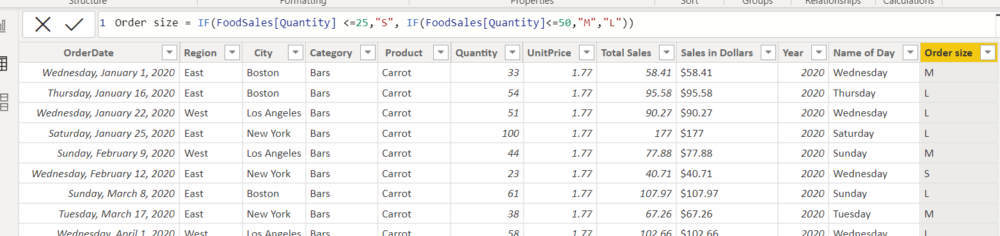 Structure Formatting Properties Sort Groups Relationships Calculations
1 Order size = IF(FoodSales[Quantity] <=25,"S", IF(FoodSales[Quantity]<=50,"M","L"))
OrderDate Region City Category Product Quantity UnitPrice Total Sales Sales in Dollars Year Name of Day Order size
Wednesday, January 1, 2020 East Boston Bars Carrot 33 1.77 58.41 $58.41 2020 Wednesday M
Thursday, January 16, 2020 East Boston Bars Carrot 54 1.77 95.58 $95.58 2020 Thursday L
Wednesday, January 22, 2020 West Los Angeles Bars Carrot 51 1.77 90.27 $90.27 2020 Wednesday L
Saturday, January 25, 2020 East New York Bars Carrot 100 1.77 177 $177 2020 Saturday L
Sunday, February 9, 2020 West Los Angeles Bars Carrot 44 1.77 77.88 $77.88 2020 Sunday M
Wednesday, February 12, 2020 East New York Bars Carrot 23 1.77 40.71 $40.71 2020 Wednesday S
Sunday, March 8, 2020 East Boston Bars Carrot 61 1.77 107.97 $107.97 2020 Sunday L
Tuesday, March 17, 2020 East New York Bars Carrot 38 1.77 67.26 $67.26 2020 Tuesday M
Wednesday, April 1, 2020 West Los Angeles Bars Carrot 58 1.77 102.66 $102.66 2020 Wednesday L